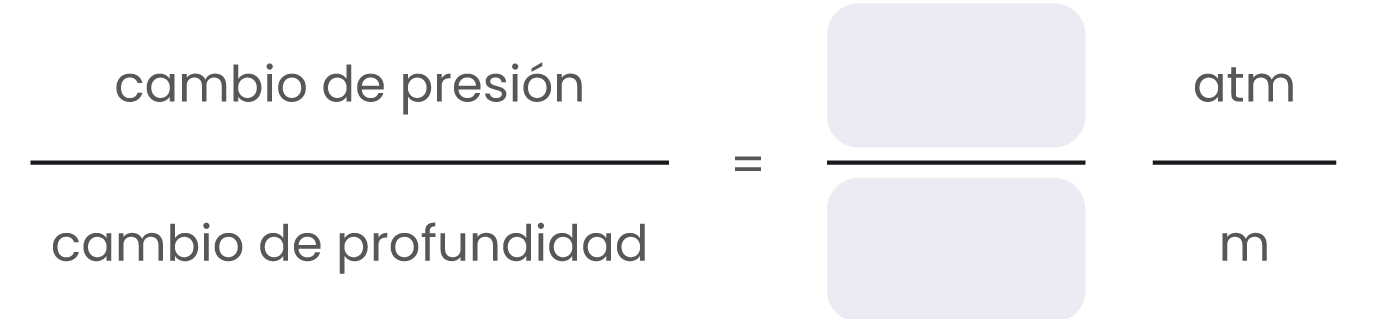 cambio de presión
cambio de profundidad
=
atm
m